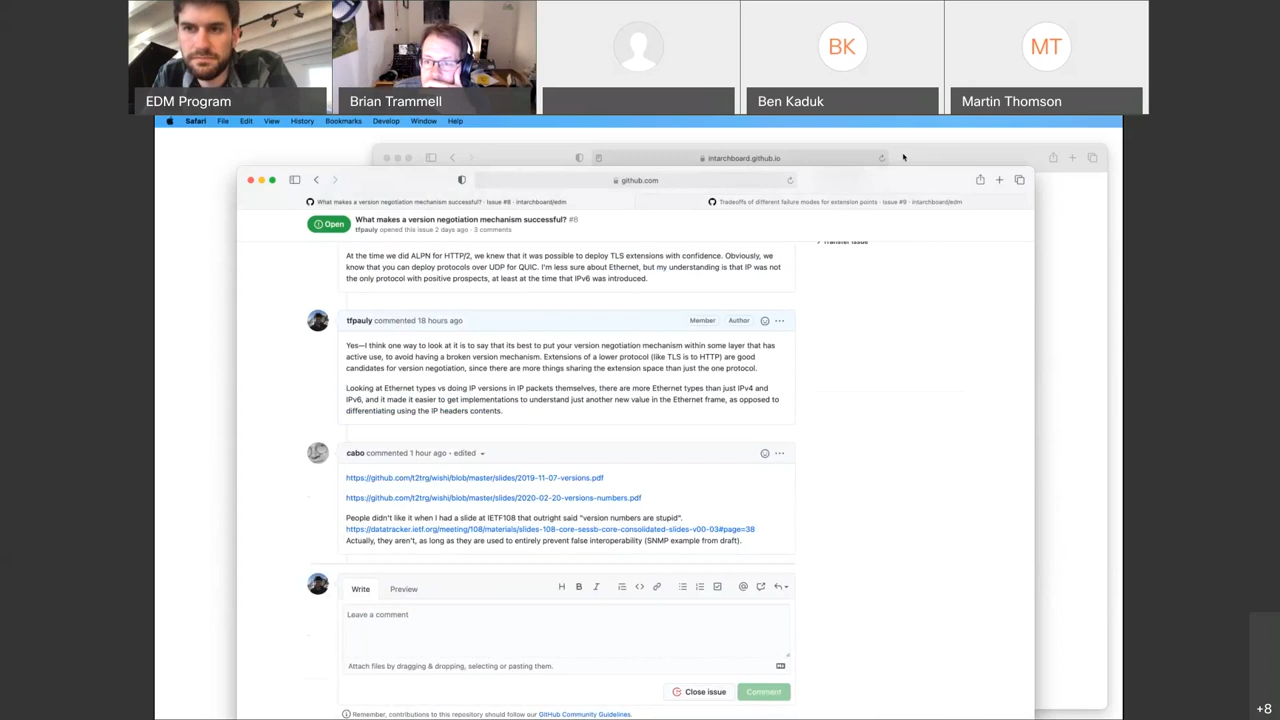 EDM Program
Brian Trammell
BK
Ben Kaduk
MT
Martin Thomson
Safari File Edit View History Bookmarks Develop Window Help
intarchboard.github.io
github.com
What makes a version negotiation mechanism successful? · Issue #8 · intarchboard/edm
Tradeoffs of different failure modes for extension points · Issue #9 · intarchboard/edm
Open
What makes a version negotiation mechanism successful? #8
tfpauly opened this issue 2 days ago · 3 comments
Transfer issue
At the time we did ALPN for HTTP/2, we knew that it was possible to deploy TLS extensions with confidence. Obviously, we
know that you can deploy protocols over UDP for QUIC. I'm less sure about Ethernet, but my understanding is that IP was not
the only protocol with positive prospects, at least at the time that IPv6 was introduced.
tfpauly commented 18 hours ago
Member
Author
Yes—I think one way to look at it is to say that its best to put your version negotiation mechanism within some layer that has
active use, to avoid having a broken version mechanism. Extensions of a lower protocol (like TLS is to HTTP) are good
candidates for version negotiation, since there are more things sharing the extension space than just the one protocol.
Looking at Ethernet types vs doing IP versions in IP packets themselves, there are more Ethernet types than just IPv4 and
IPv6, and it made it easier to get implementations to understand just another new value in the Ethernet frame, as opposed to
differentiating using the IP headers contents.
cabo commented 1 hour ago · edited
https://github.com/t2trg/wishi/blob/master/slides/2019-11-07-versions.pdf
https://github.com/t2trg/wishi/blob/master/slides/2020-02-20-versions-numbers.pdf
People didn't like it when I had a slide at IETF108 that outright said "version numbers are stupid".
https://datatracker.ietf.org/meeting/108/materials/slides-108-core-sessb-core-consolidated-slides-v00-03#page=38
Actually, they aren't, as long as they are used to entirely prevent false interoperability (SNMP example from draft).
Write
Preview
H B I
Leave a comment
Attach files by dragging & dropping, selecting or pasting them.
Close issue
Comment
Remember, contributions to this repository should follow our GitHub Community Guidelines.
+8